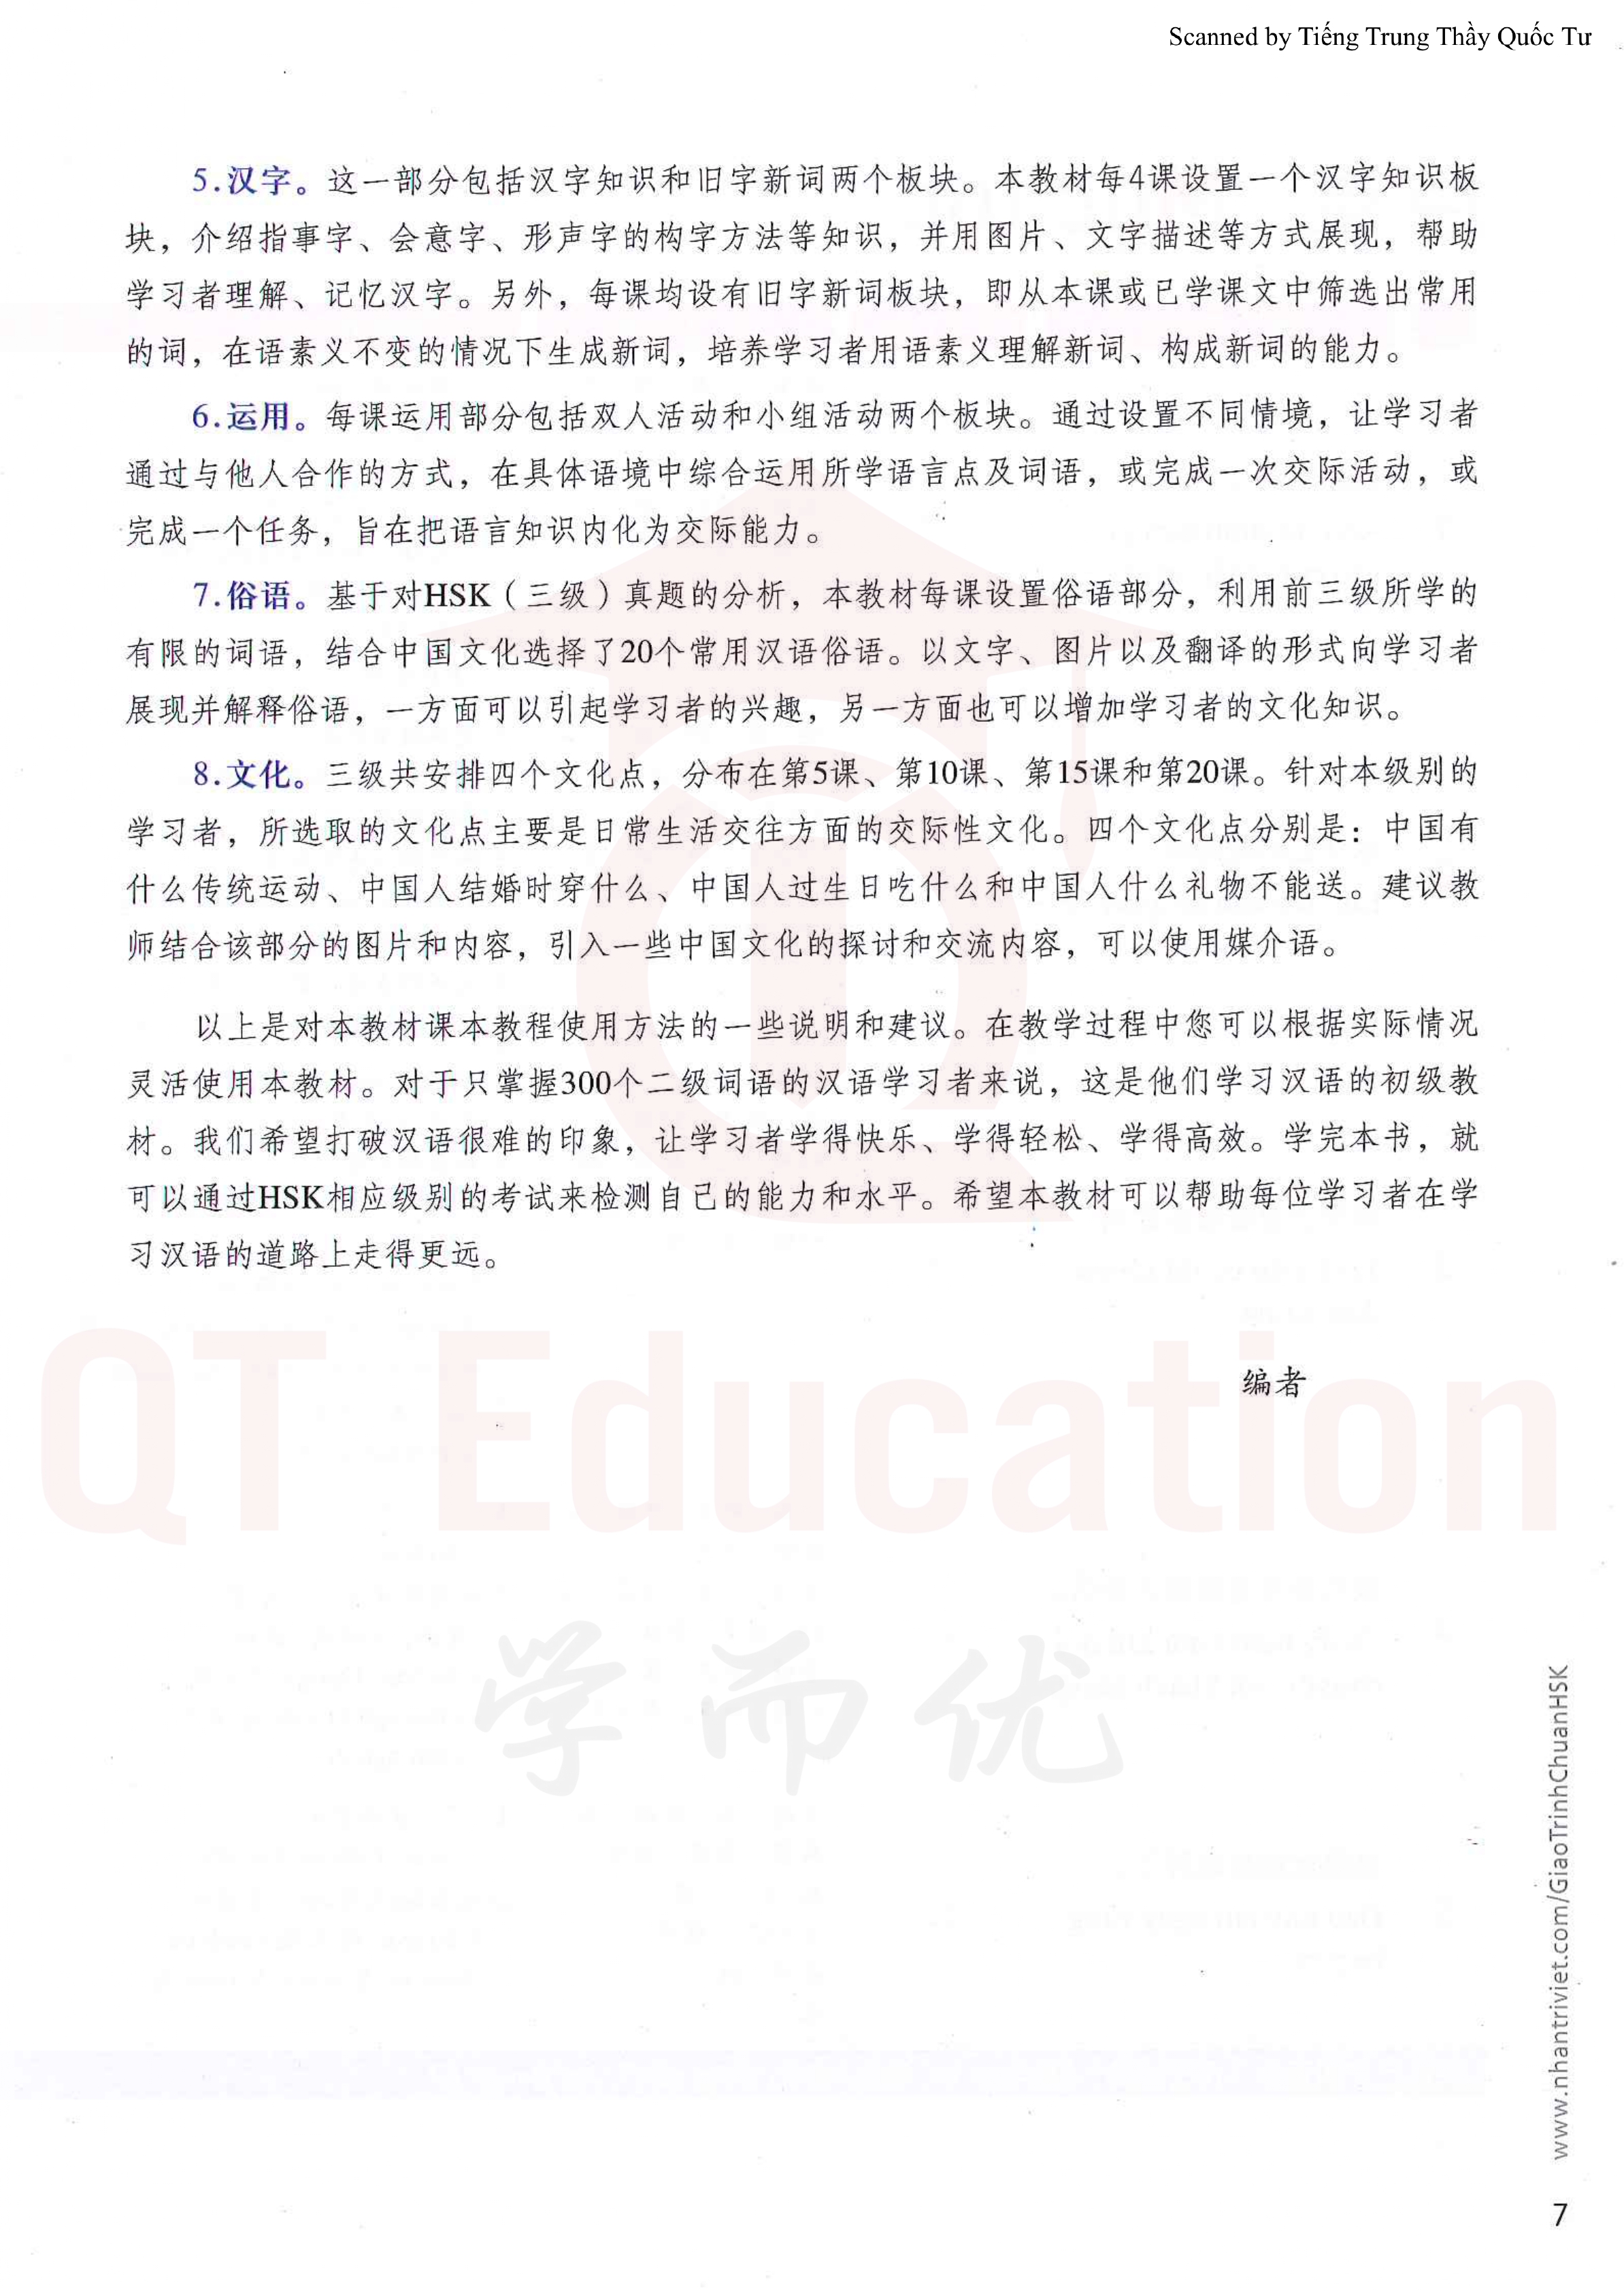 Scanned by Tiếng Trung Thầy Quốc Tư
5.汉字。这一部分包括汉字知识和旧字新词两个板块。本教材每4课设置一个汉字知识板
块，介绍指事字、会意字、形声字的构字方法等知识，并用图片、文字描述等方式展现，帮助
学习者理解、记忆汉字。另外，每课均设有旧字新词板块，即从本课或已学课文中筛选出常用
的词，在语素义不变的情况下生成新词，培养学习者用语素义理解新词、构成新词的能力。
6.运用。每课运用部分包括双人活动和小组活动两个板块。通过设置不同情境，让学习者
通过与他人合作的方式，在具体语境中综合运用所学语言点及词语，或完成一次交际活动，或
完成一个任务，旨在把语言知识内化为交际能力。
7.俗语。基于对HSK（三级）真题的分析，本教材每课设置俗语部分，利用前三级所学的
有限的词语，结合中国文化选择了20个常用汉语俗语。以文字、图片以及翻译的形式向学习者
展现并解释俗语，一方面可以引起学习者的兴趣，另一方面也可以增加学习者的文化知识。
8.文化。三级共安排四个文化点，分布在第5课、第10课、第15课和第20课。针对本级别的
学习者，所选取的文化点主要是日常生活交往方面的交际性文化。四个文化点分别是：中国有
什么传统运动、中国人结婚时穿什么、中国人过生日吃什么和中国人什么礼物不能送。建议教
师结合该部分的图片和内容，引入一些中国文化的探讨和交流内容，可以使用媒介语。
以上是对本教材课本教程使用方法的一些说明和建议。在教学过程中您可以根据实际情况
灵活使用本教材。对于只掌握300个二级词语的汉语学习者来说，这是他们学习汉语的初级教
材。我们希望打破汉语很难的印象，让学习者学得快乐、学得轻松、学得高效。学完本书，就
可以通过HSK相应级别的考试来检测自己的能力和水平。希望本教材可以帮助每位学习者在学
习汉语的道路上走得更远。
编者
QT Education
学而优
www.nhantriviet.com/GiaoTrinhChuanHSK
7